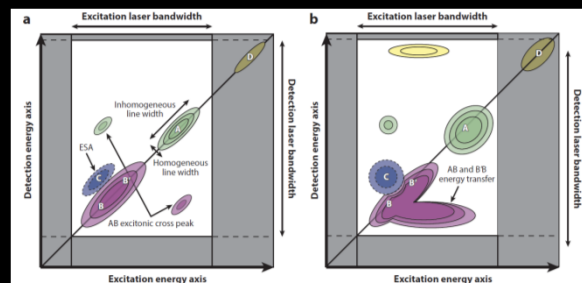 Excitation laser bandwidth
a
Detection energy axis
Detection laser bandwidth
D
Inhomogeneous
line width
A
ESA
Homogeneous
line width
C
B'
B
AB excitonic cross peak
Excitation energy axis
Excitation laser bandwidth
b
Detection energy axis
Detection laser bandwidth
D
A
C
B'
B
AB and B'B
energy transfer
Excitation energy axis